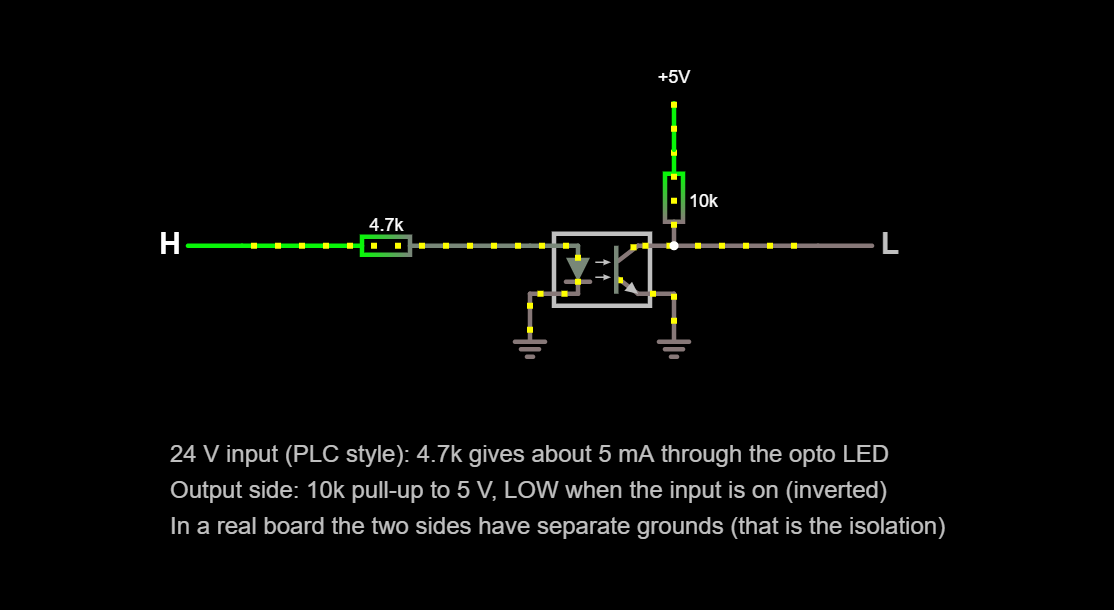 +5V
10k
4.7k
H
L
24 V input (PLC style): 4.7k gives about 5 mA through the opto LED
Output side: 10k pull-up to 5 V, LOW when the input is on (inverted)
In a real board the two sides have separate grounds (that is the isolation)